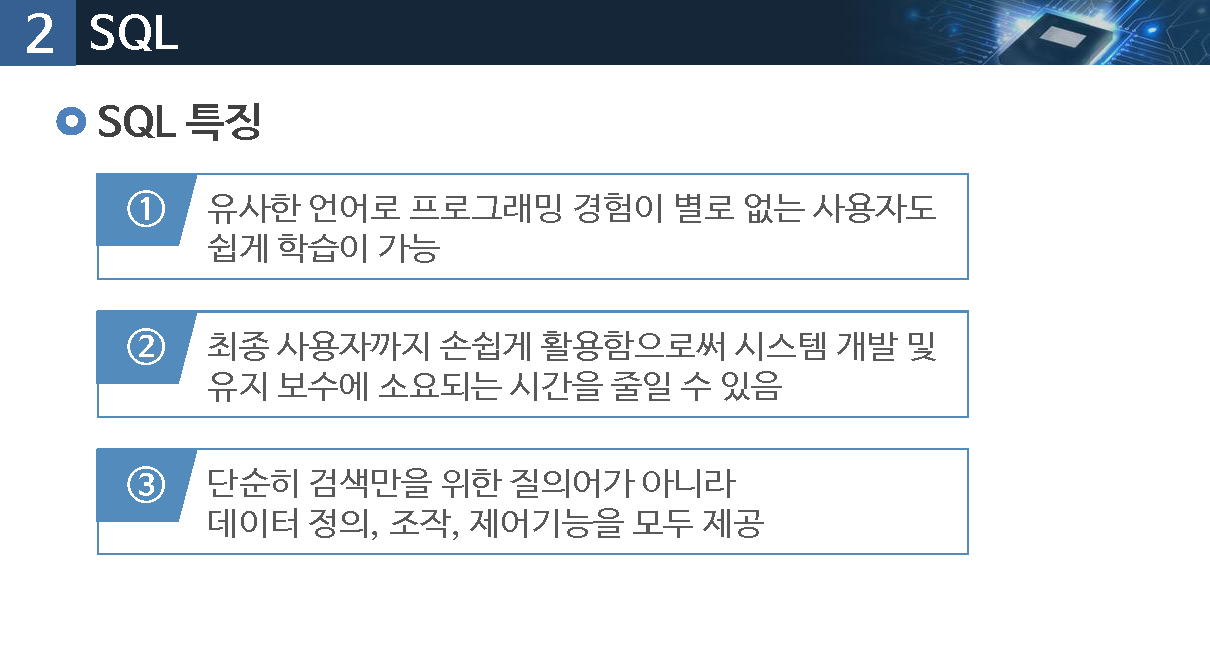 2 SQL
SQL 특징
① 유사한 언어로 프로그래밍 경험이 별로 없는 사용자도
쉽게 학습이 가능
② 최종 사용자까지 손쉽게 활용함으로써 시스템 개발 및
유지 보수에 소요되는 시간을 줄일 수 있음
③ 단순히 검색만을 위한 질의어가 아니라
데이터 정의, 조작, 제어기능을 모두 제공